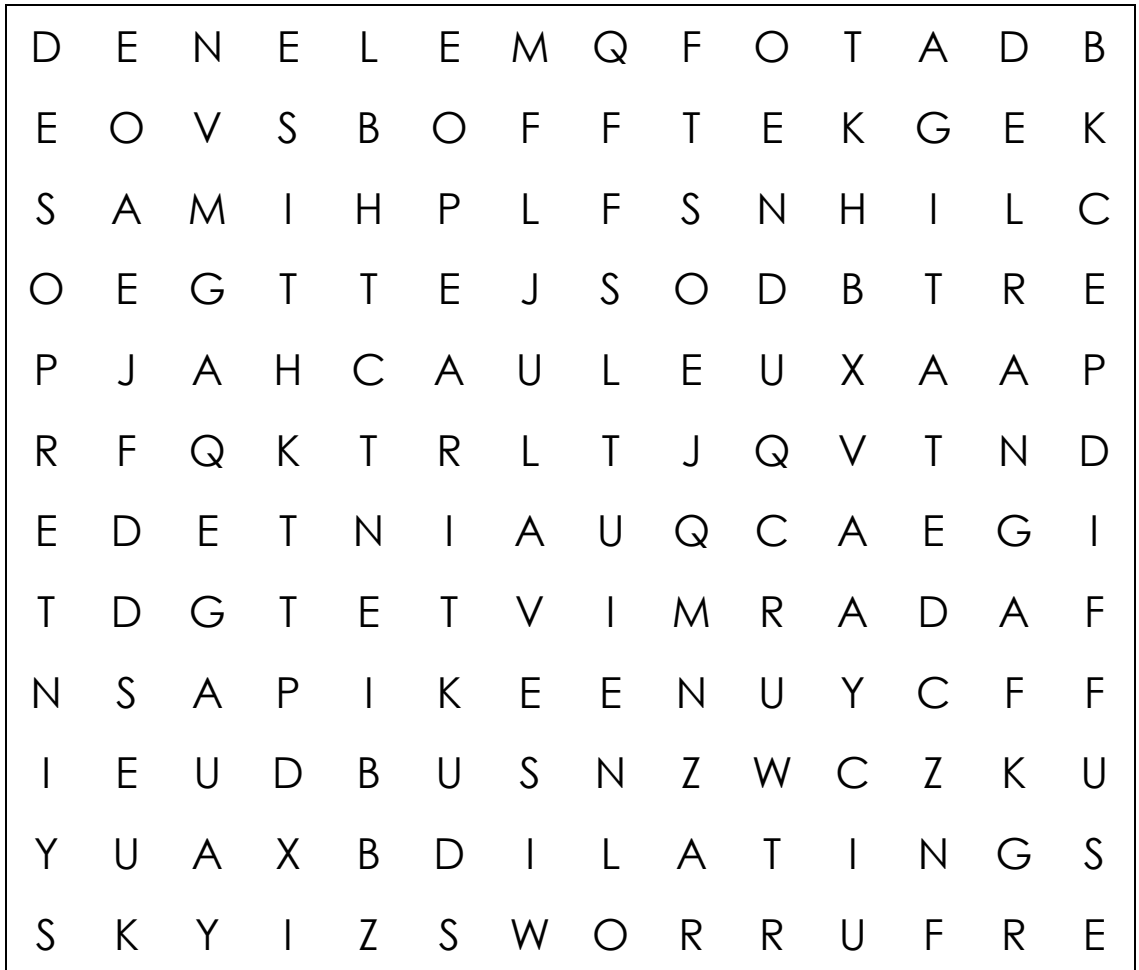 D E N E L E M Q F O T A D B
E O V S B O F F T E K G E K
S A M I H P L F S N H I L C
O E G T T E J S O D B T R E
P J A H C A U L E U X A A P
R F Q K T R L T J Q V T N D
E D E T N I A U Q C A E G I
T D G T E T V I M R A D A F
N S A P I K E E N U Y C F F
I E U D B U S N Z W C Z K U
Y U A X B D I L A T I N G S
S K Y I Z S W O R R U F R E